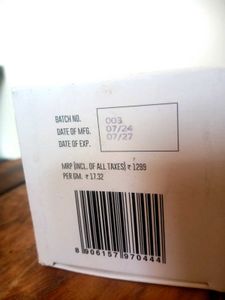 BATCH NO. 003
DATE OF MFG. 07/24
DATE OF EXP. 07/27
MRP (INCL. OF ALL TAXES) ₹ 1299
PER GM. ₹ 17.32
8 906157 970444